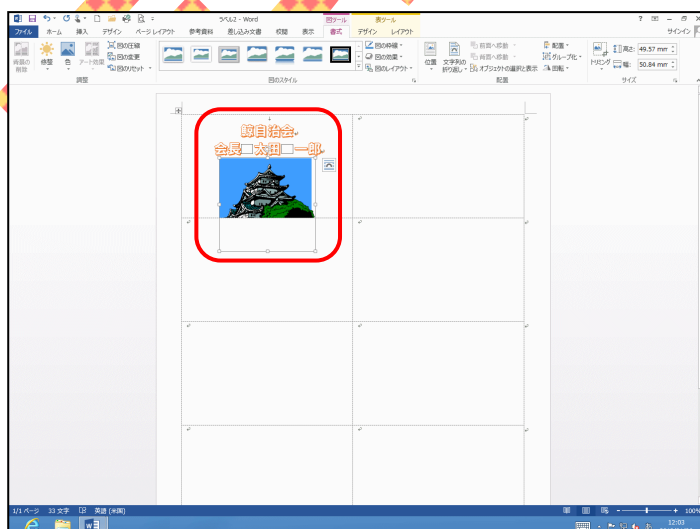 ラベル2 - Word
図ツール
表ツール
ファイル ホーム 挿入 デザイン ページ レイアウト 参考資料 差し込み文書 校閲 表示 書式 デザイン レイアウト
サインイン
背景の削除
修整
色
アート効果
図の圧縮
図の変更
図のリセット
図の枠線
図の効果
図のレイアウト
位置
文字列の折り返し
前面へ移動
背面へ移動
オブジェクトの選択と表示
配置
グループ化
回転
トリミング
高さ: 49.57 mm
幅: 50.84 mm
調整
図のスタイル
配置
サイズ
鯱自治会
会長□太田□一郎
1/1 ページ 33 文字 英語 (米国)
100%
12:03